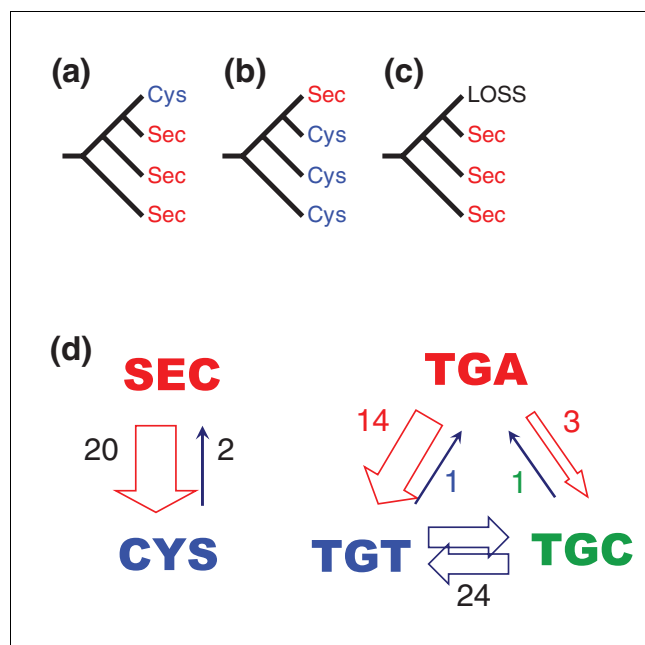 (a) (b) (c)
Cys Sec LOSS
Sec Cys Sec
Sec Cys Sec
Sec Cys Sec
(d)
SEC TGA
20 2 14 3
1 1
CYS TGT TGC
24